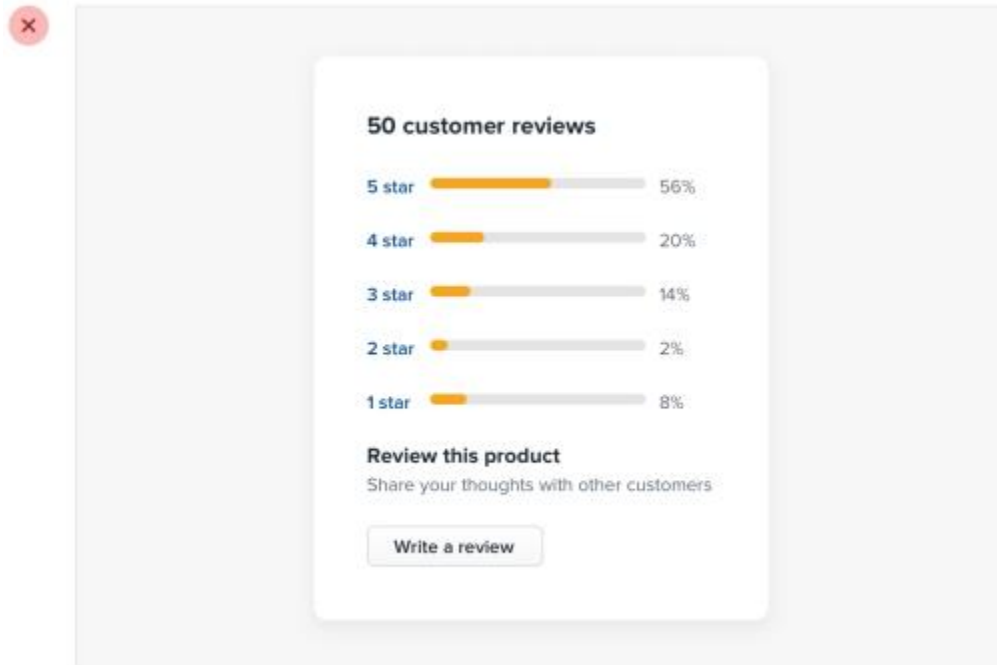 50 customer reviews
5 star 56%
4 star 20%
3 star 14%
2 star 2%
1 star 8%
Review this product
Share your thoughts with other customers
Write a review